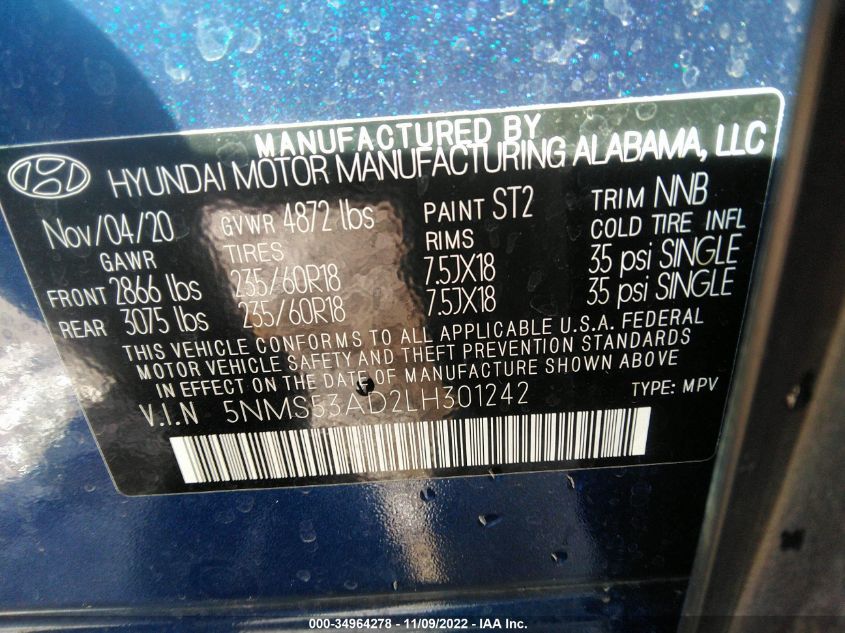 MANUFACTURED BY
HYUNDAI MOTOR MANUFACTURING ALABAMA, LLC
Nov/04/20 GVWR 4872 lbs PAINT ST2 TRIM NNB
GAWR TIRES RIMS COLD TIRE INFL
FRONT 2866 lbs 235/60R18 7.5JX18 35 psi SINGLE
REAR 3075 lbs 235/60R18 7.5JX18 35 psi SINGLE
THIS VEHICLE CONFORMS TO ALL APPLICABLE U.S.A. FEDERAL
MOTOR VEHICLE SAFETY AND THEFT PREVENTION STANDARDS
IN EFFECT ON THE DATE OF MANUFACTURE SHOWN ABOVE
V.I.N 5NMS53AD2LH301242 TYPE: MPV
000-34964278 - 11/09/2022 - IAA Inc.